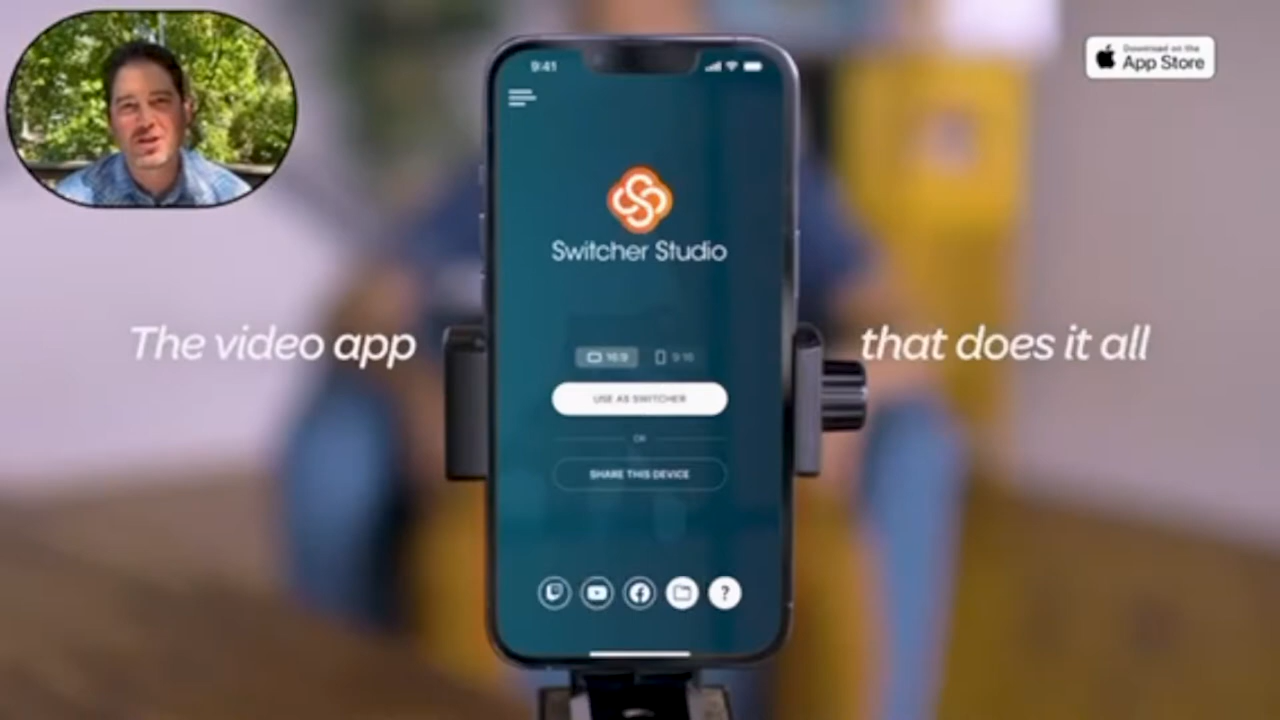 Download on the
App Store
9:41
Switcher Studio
The video app
that does it all
16:9
9:16
USE AS SWITCHER
OR
SHARE THIS DEVICE
?